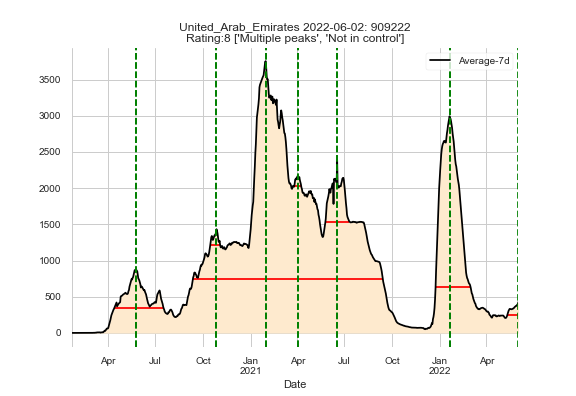 United_Arab_Emirates 2022-06-02: 909222
Rating:8 ['Multiple peaks', 'Not in control']
Average-7d
3500
3000
2500
2000
1500
1000
500
0
Apr Jul Oct Jan Apr Jul Oct Jan Apr
2021 2022
Date